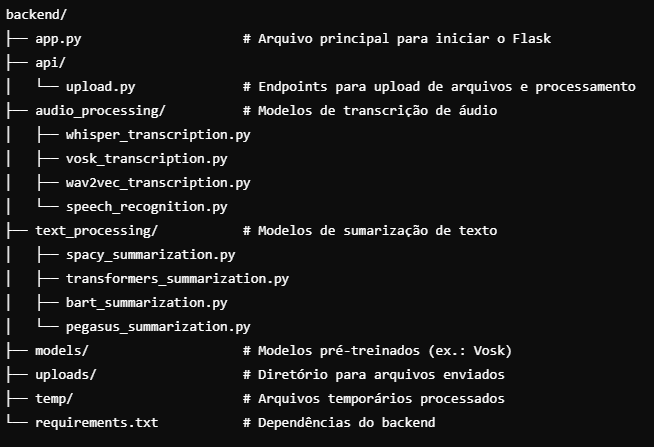 backend/
├── app.py                      # Arquivo principal para iniciar o Flask
├── api/
│   └── upload.py               # Endpoints para upload de arquivos e processamento
├── audio_processing/           # Modelos de transcrição de áudio
│   ├── whisper_transcription.py
│   ├── vosk_transcription.py
│   ├── wav2vec_transcription.py
│   └── speech_recognition.py
├── text_processing/            # Modelos de sumarização de texto
│   ├── spacy_summarization.py
│   ├── transformers_summarization.py
│   ├── bart_summarization.py
│   └── pegasus_summarization.py
├── models/                     # Modelos pré-treinados (ex.: Vosk)
├── uploads/                    # Diretório para arquivos enviados
├── temp/                       # Arquivos temporários processados
└── requirements.txt            # Dependências do backend